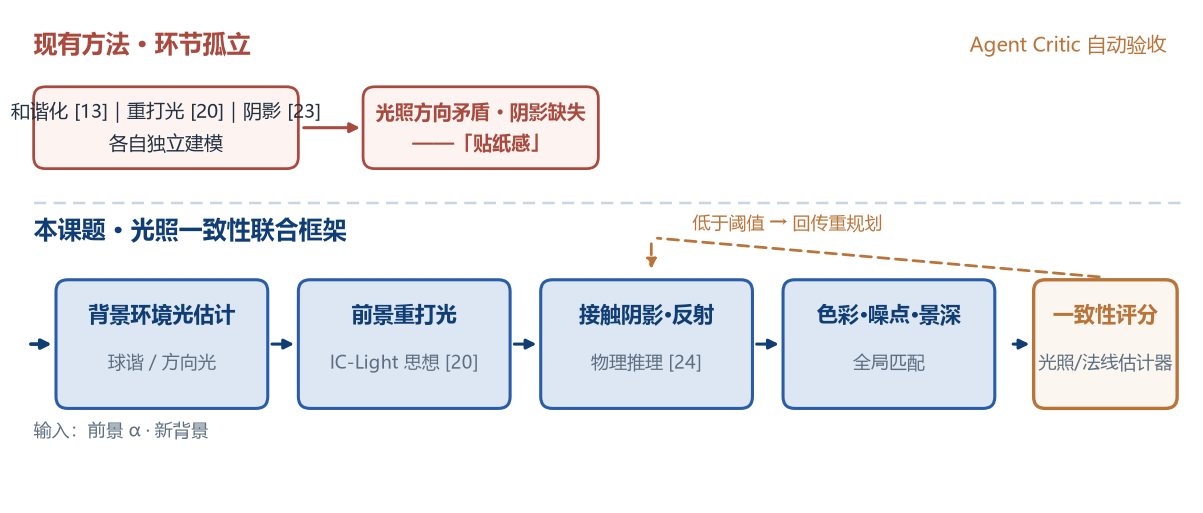 现有方法·环节孤立
Agent Critic 自动验收
和谐化 [13] | 重打光 [20] | 阴影 [23]
各自独立建模
光照方向矛盾·阴影缺失
——「贴纸感」
本课题·光照一致性联合框架
低于阈值 → 回传重规划
背景环境光估计
球谐 / 方向光
前景重打光
IC-Light 思想 [20]
接触阴影·反射
物理推理 [24]
色彩·噪点·景深
全局匹配
一致性评分
光照/法线估计器
输入：前景 α · 新背景